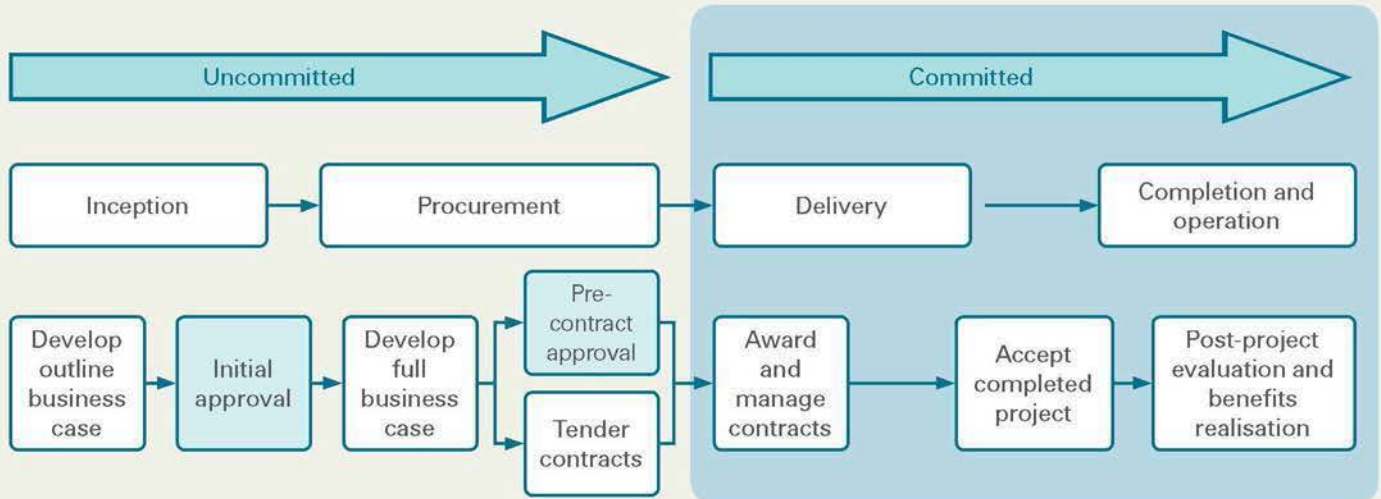 Uncommitted
Committed
Inception
Procurement
Delivery
Completion and
operation
Develop
outline
business
case
Initial
approval
Develop
full
business
case
Pre-
contract
approval
Tender
contracts
Award
and
manage
contracts
Accept
completed
project
Post-project
evaluation and
benefits
realisation